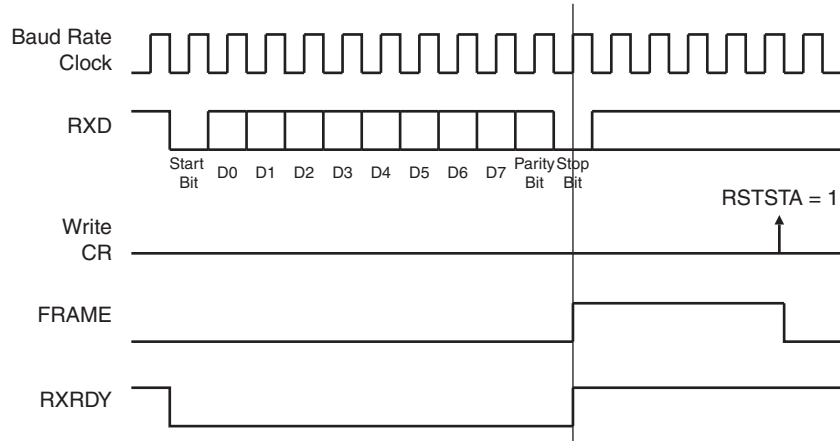 Baud Rate
Clock
RXD
Start
Bit
D0
D1
D2
D3
D4
D5
D6
D7
Parity
Bit
Stop
Bit
RSTSTA = 1
Write
CR
FRAME
RXRDY